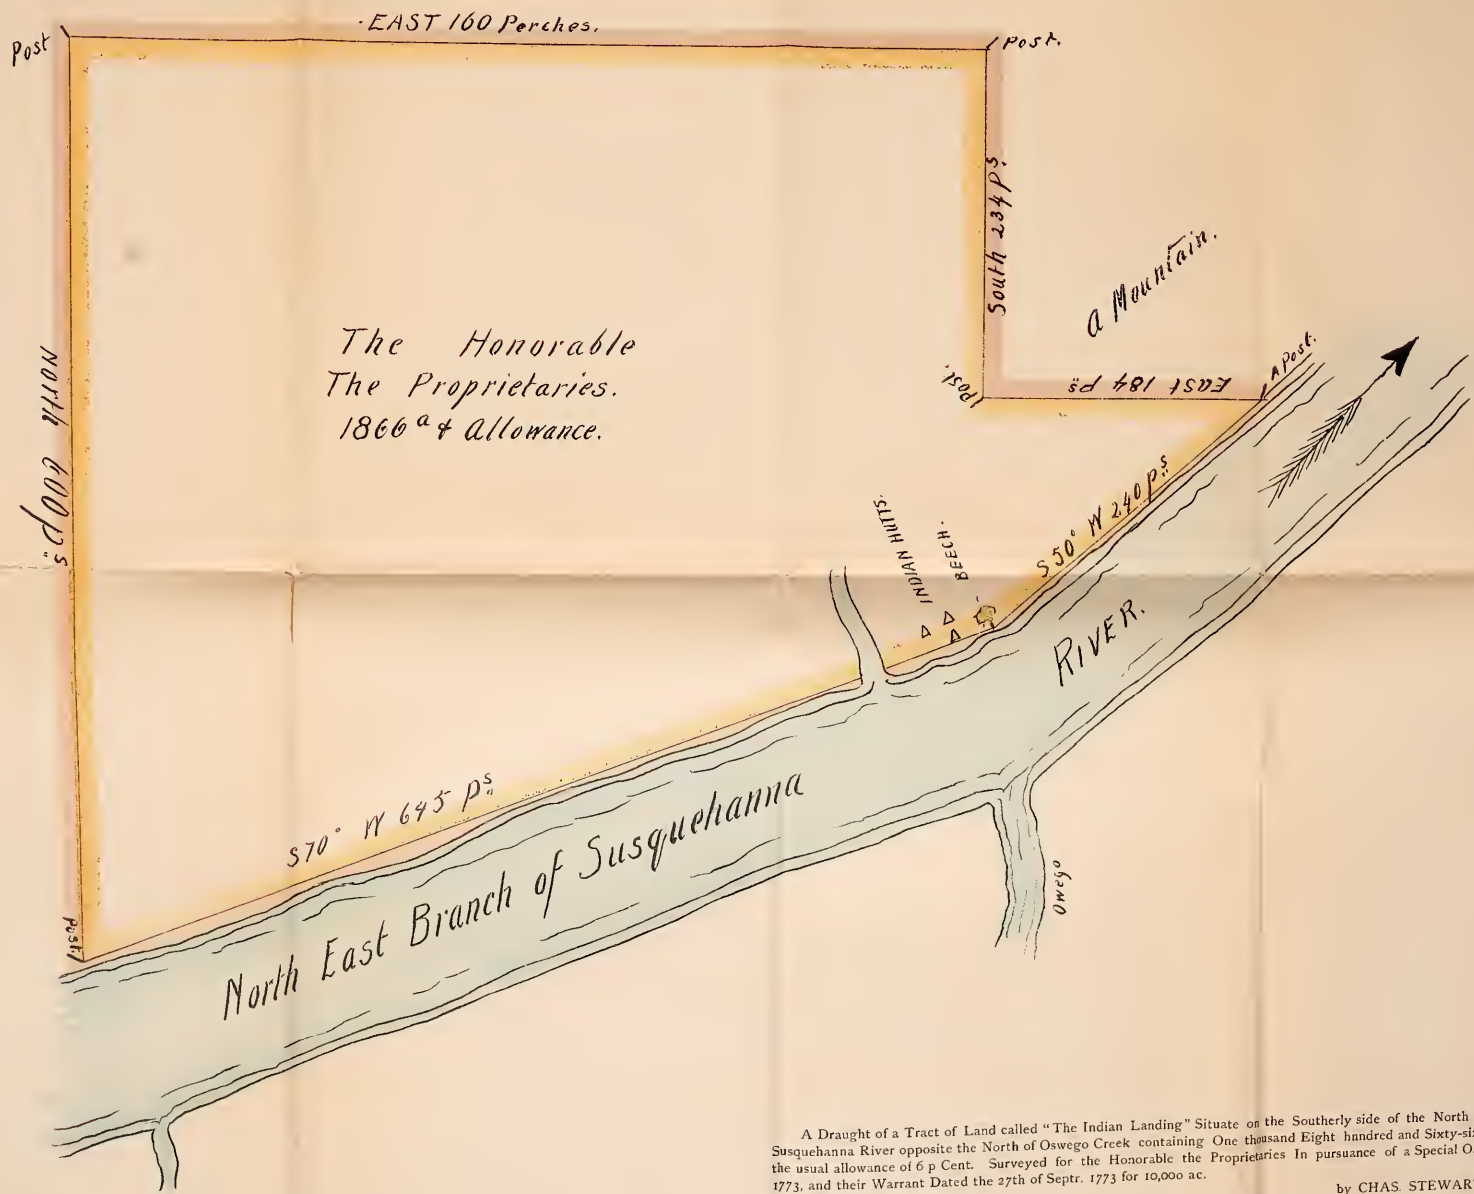 EAST 160 Perches.
Post
Post.
South 234 Ps.
a Mountain.
The Honorable
The Proprietaries.
1866 a & Allowance.
North 600 Ps
Post.
EAST 184 Ps
A Post.
INDIAN HUTTS.
BEECH.
S 50° W 240 Ps.
RIVER.
S 70° W 645 Ps
North East Branch of Susquehanna
Owego
Post.
A Draught of a Tract of Land called "The Indian Landing" Situate on the Southerly side of the North
Susquehanna River opposite the North of Oswego Creek containing One thousand Eight hnndred and Sixty-six
the usual allowance of 6 p Cent. Surveyed for the Honorable the Proprietaries In pursuance of a Special
1773, and their Warrant Dated the 27th of Septr. 1773 for 10,000 ac.
by CHAS. STEWART